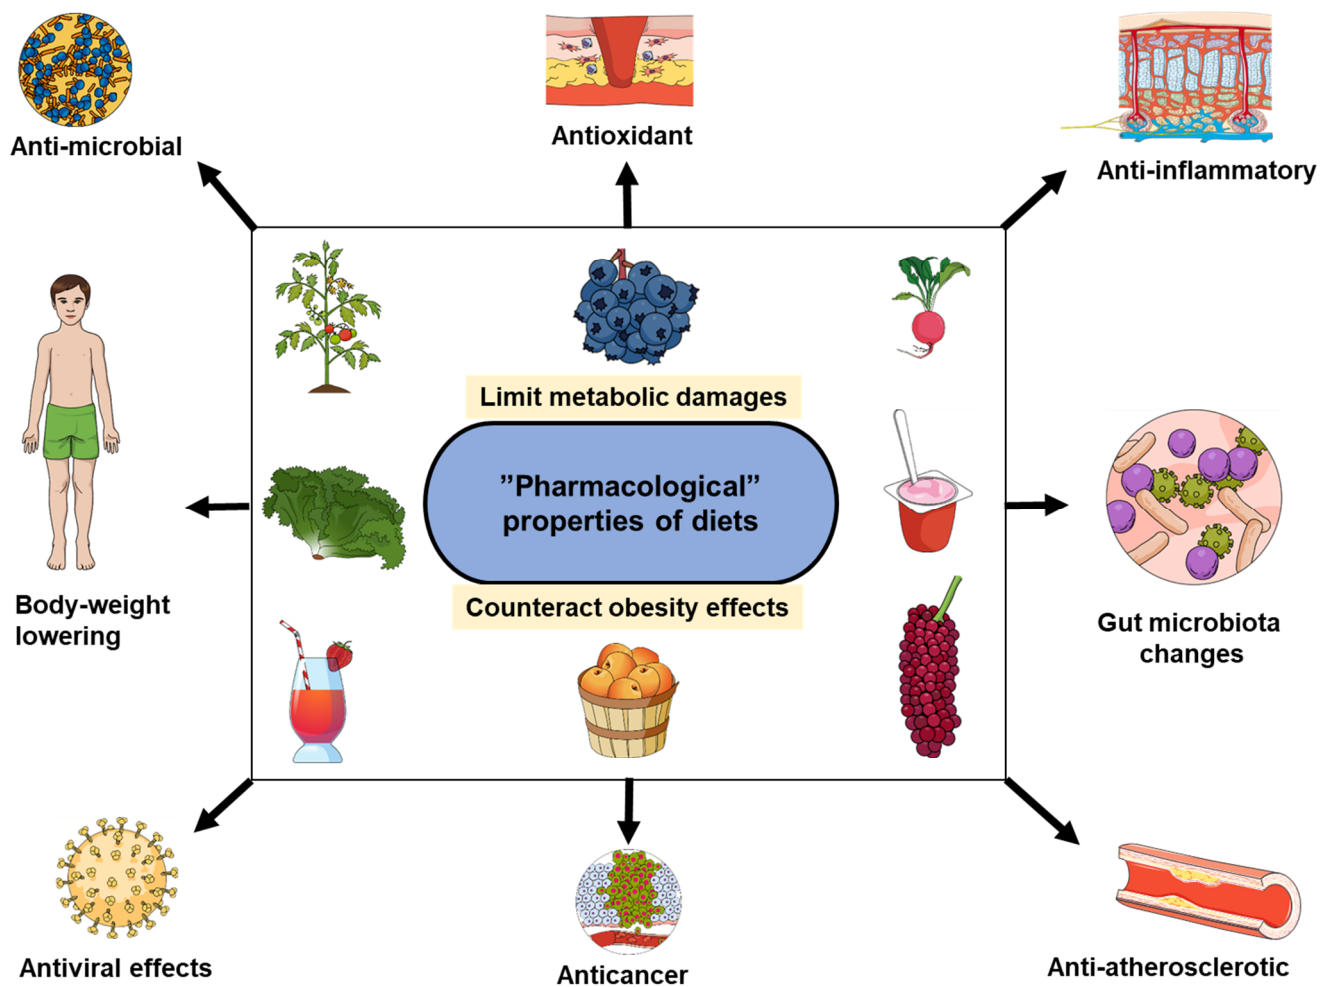 Anti-microbial
Antioxidant
Anti-inflammatory
Limit metabolic damages
”Pharmacological”
properties of diets
Counteract obesity effects
Body-weight
lowering
Gut microbiota
changes
Antiviral effects
Anticancer
Anti-atherosclerotic